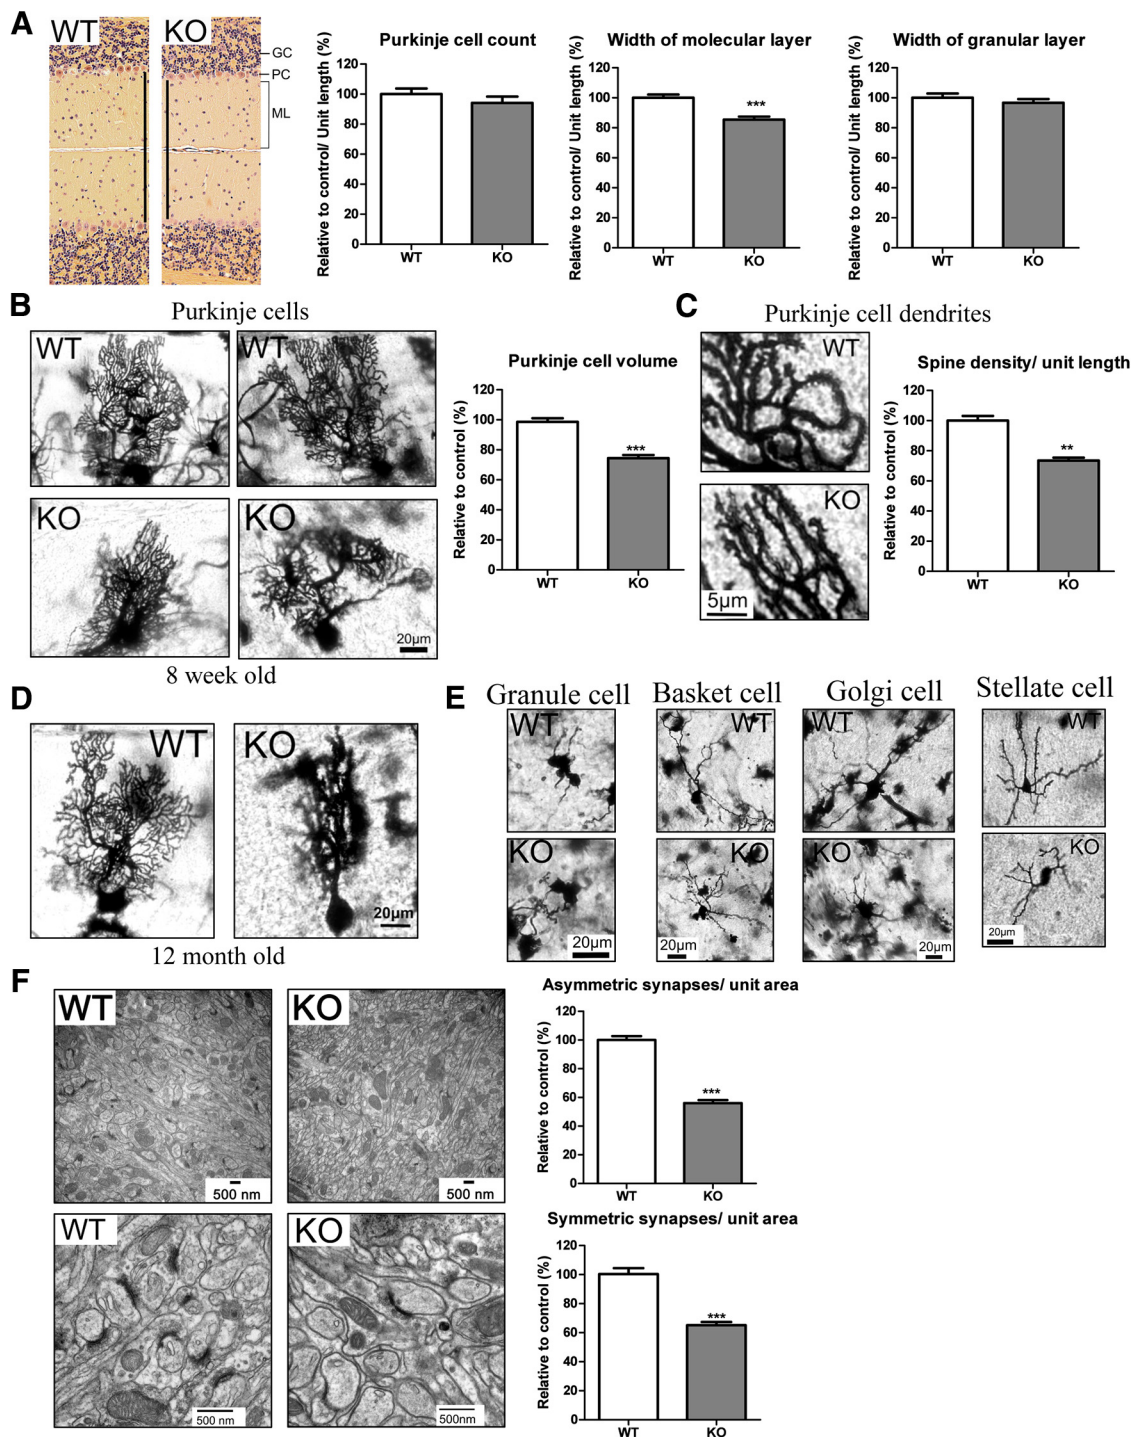 A
WT
KO
GC
PC
ML
Purkinje cell count
Relative to control/ Unit length (%)
120
100
80
60
40
20
0
WT
KO
Width of molecular layer
Relative to control/ Unit length (%)
120
100
80
60
40
20
0
***
WT
KO
Width of granular layer
Relative to control/ Unit length (%)
120
100
80
60
40
20
0
WT
KO
B
Purkinje cells
WT
WT
KO
KO
20µm
8 week old
Purkinje cell volume
Relative to control (%)
120
100
80
60
40
20
0
***
WT
KO
C
Purkinje cell dendrites
WT
KO
5µm
Spine density/ unit length
Relative to control (%)
120
100
80
60
40
20
0
**
WT
KO
D
WT
KO
20µm
12 month old
E
Granule cell
Basket cell
Golgi cell
Stellate cell
WT
WT
WT
WT
KO
KO
KO
KO
20µm
20µm
20µm
20µm
F
WT
KO
500 nm
500 nm
WT
KO
500 nm
500nm
Asymmetric synapses/ unit area
Relative to control (%)
120
100
80
60
40
20
0
***
WT
KO
Symmetric synapses/ unit area
Relative to control (%)
120
100
80
60
40
20
0
***
WT
KO